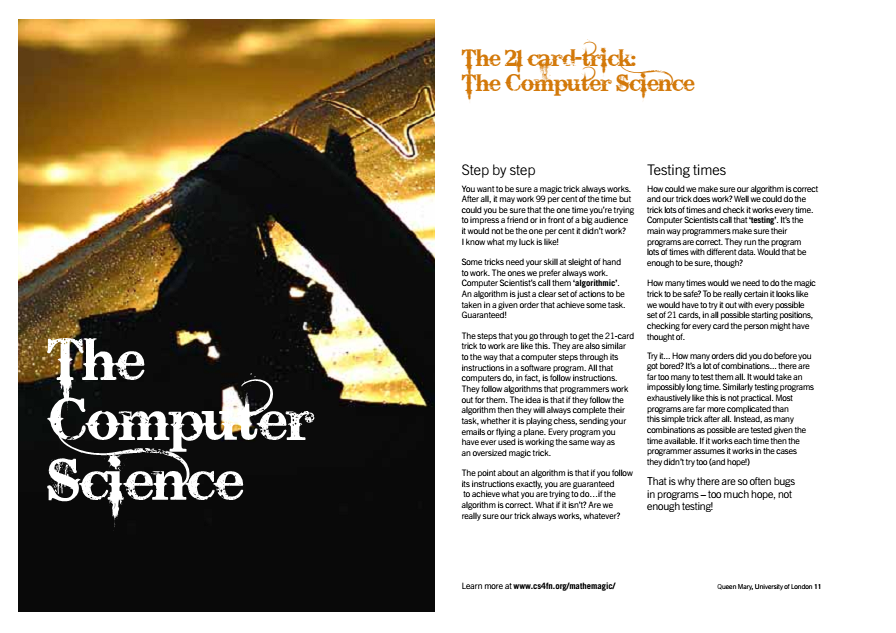 The
Computer
Science
The 21 card-trick:
The Computer Science
Step by step
You want to be sure a magic trick always works.
After all, it may work 99 per cent of the time but
could you be sure that the one time you're trying
to impress a friend or in front of a big audience
it would not be the one per cent it didn't work?
I know what my luck is like!
Some tricks need your skill at sleight of hand
to work. The ones we prefer always work.
Computer Scientist's call them 'algorithmic'.
An algorithm is just a clear set of actions to be
taken in a given order that achieve some task.
Guaranteed!
The steps that you go through to get the 21-card
trick to work are like this. They are also similar
to the way that a computer steps through its
instructions in a software program. All that
computers do, in fact, is follow instructions.
They follow algorithms that programmers work
out for them. The idea is that if they follow the
algorithm then they will always complete their
task, whether it is playing chess, sending your
emails or flying a plane. Every program you
have ever used is working the same way as
an oversized magic trick.
The point about an algorithm is that if you follow
its instructions exactly, you are guaranteed
to achieve what you are trying to do…if the
algorithm is correct. What if it isn't? Are we
really sure our trick always works, whatever?
Testing times
How could we make sure our algorithm is correct
and our trick does work? Well we could do the
trick lots of times and check it works every time.
Computer Scientists call that 'testing'. It's the
main way programmers make sure their
programs are correct. They run the program
lots of times with different data. Would that be
enough to be sure, though?
How many times would we need to do the magic
trick to be safe? To be really certain it looks like
we would have to try it out with every possible
set of 21 cards, in all possible starting positions,
checking for every card the person might have
thought of.
Try it… How many orders did you do before you
got bored? It's a lot of combinations… there are
far too many to test them all. It would take an
impossibly long time. Similarly testing programs
exhaustively like this is not practical. Most
programs are far more complicated than
this simple trick after all. Instead, as many
combinations as possible are tested given the
time available. If it works each time then the
programmer assumes it works in the cases
they didn't try too (and hope!)
That is why there are so often bugs
in programs – too much hope, not
enough testing!
Learn more at www.cs4fn.org/mathemagic/
Queen Mary, University of London 11